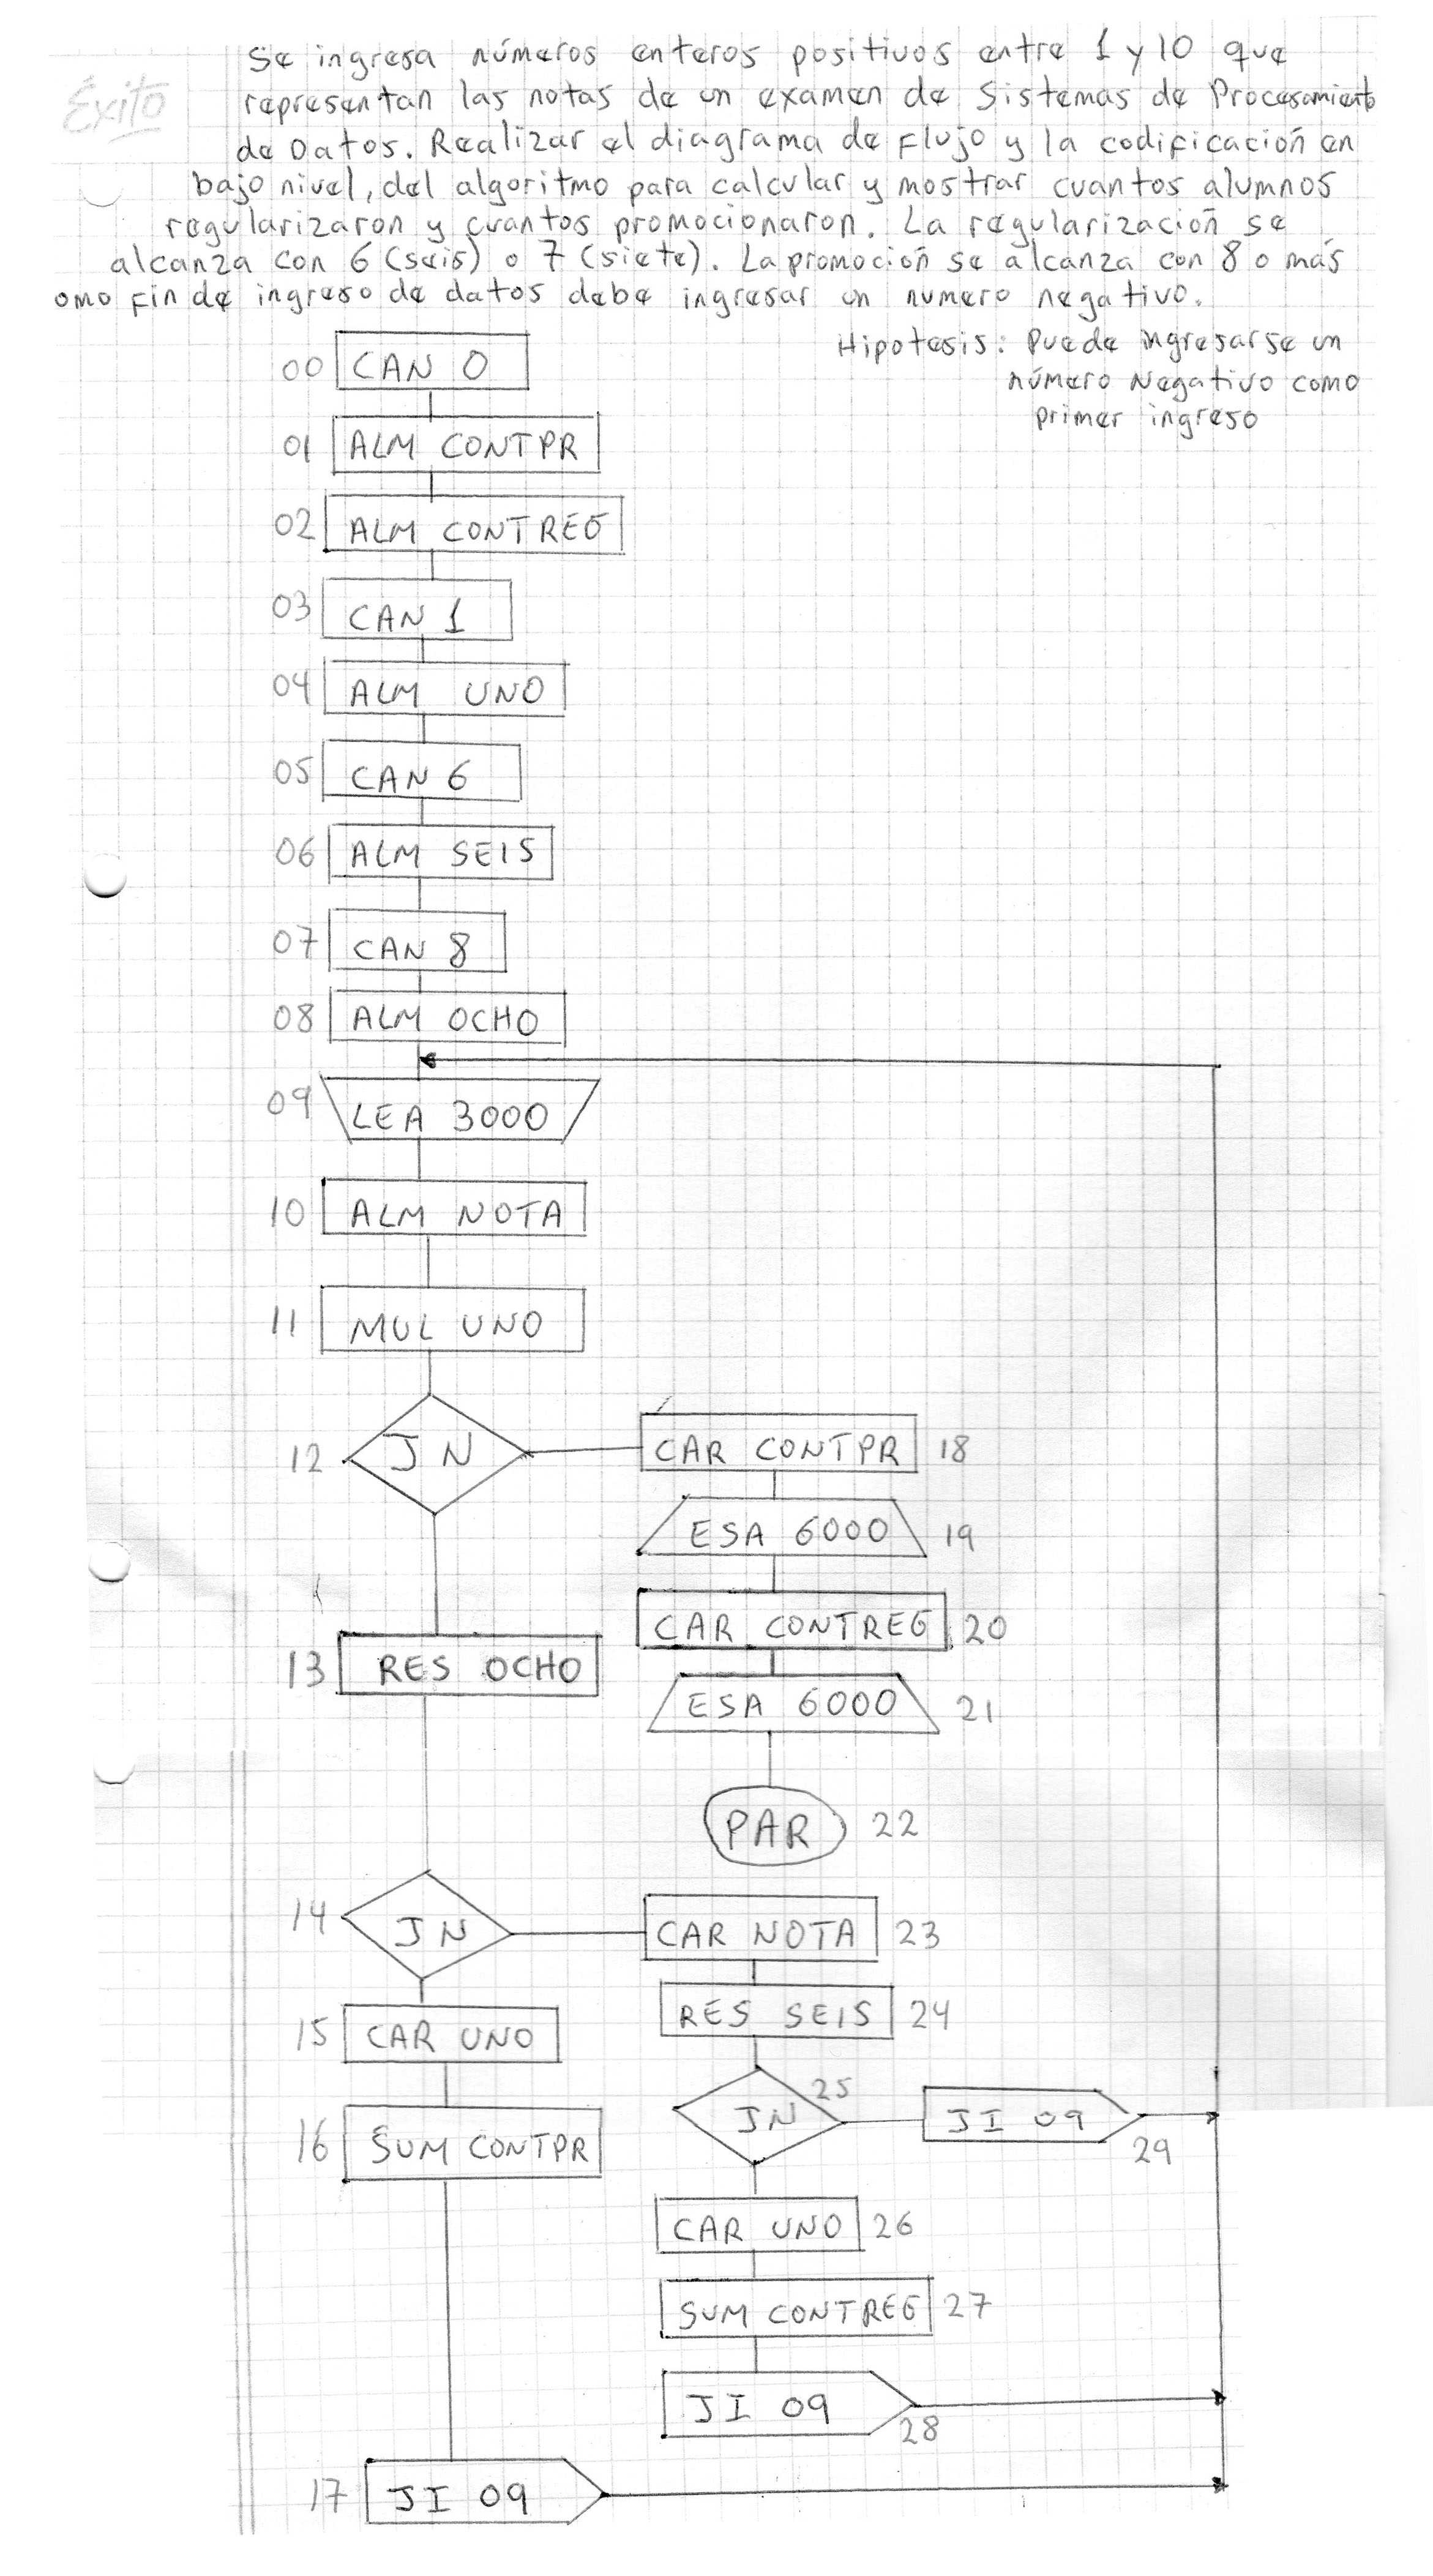 Éxito
Se ingresa números enteros positivos entre 1 y 10 que
representan las notas de un examen de Sistemas de Procesamiento
de Datos. Realizar el diagrama de Flujo y la codificación en
bajo nivel, del algoritmo para calcular y mostrar cuantos alumnos
regularizaron y cuantos promocionaron. La regularización se
alcanza con 6 (seis) o 7 (siete). La promoción se alcanza con 8 o más
omo fin de ingreso de datos debe ingresar un numero negativo.
Hipotesis: Puede ingresarse un
número Negativo como
primer ingreso
00 CAN 0
01 ALM CONTPR
02 ALM CONTREG
03 CAN 1
04 ALM UNO
05 CAN 6
06 ALM SEIS
07 CAN 8
08 ALM OCHO
09 LEA 3000
10 ALM NOTA
11 MUL UNO
12 JN
CAR CONTPR 18
ESA 6000 19
CAR CONTREG 20
13 RES OCHO
ESA 6000 21
PAR 22
14 JN
CAR NOTA 23
RES SEIS 24
15 CAR UNO
JN 25
JI 09 29
16 SUM CONTPR
CAR UNO 26
SUM CONTREG 27
JI 09 28
17 JI 09